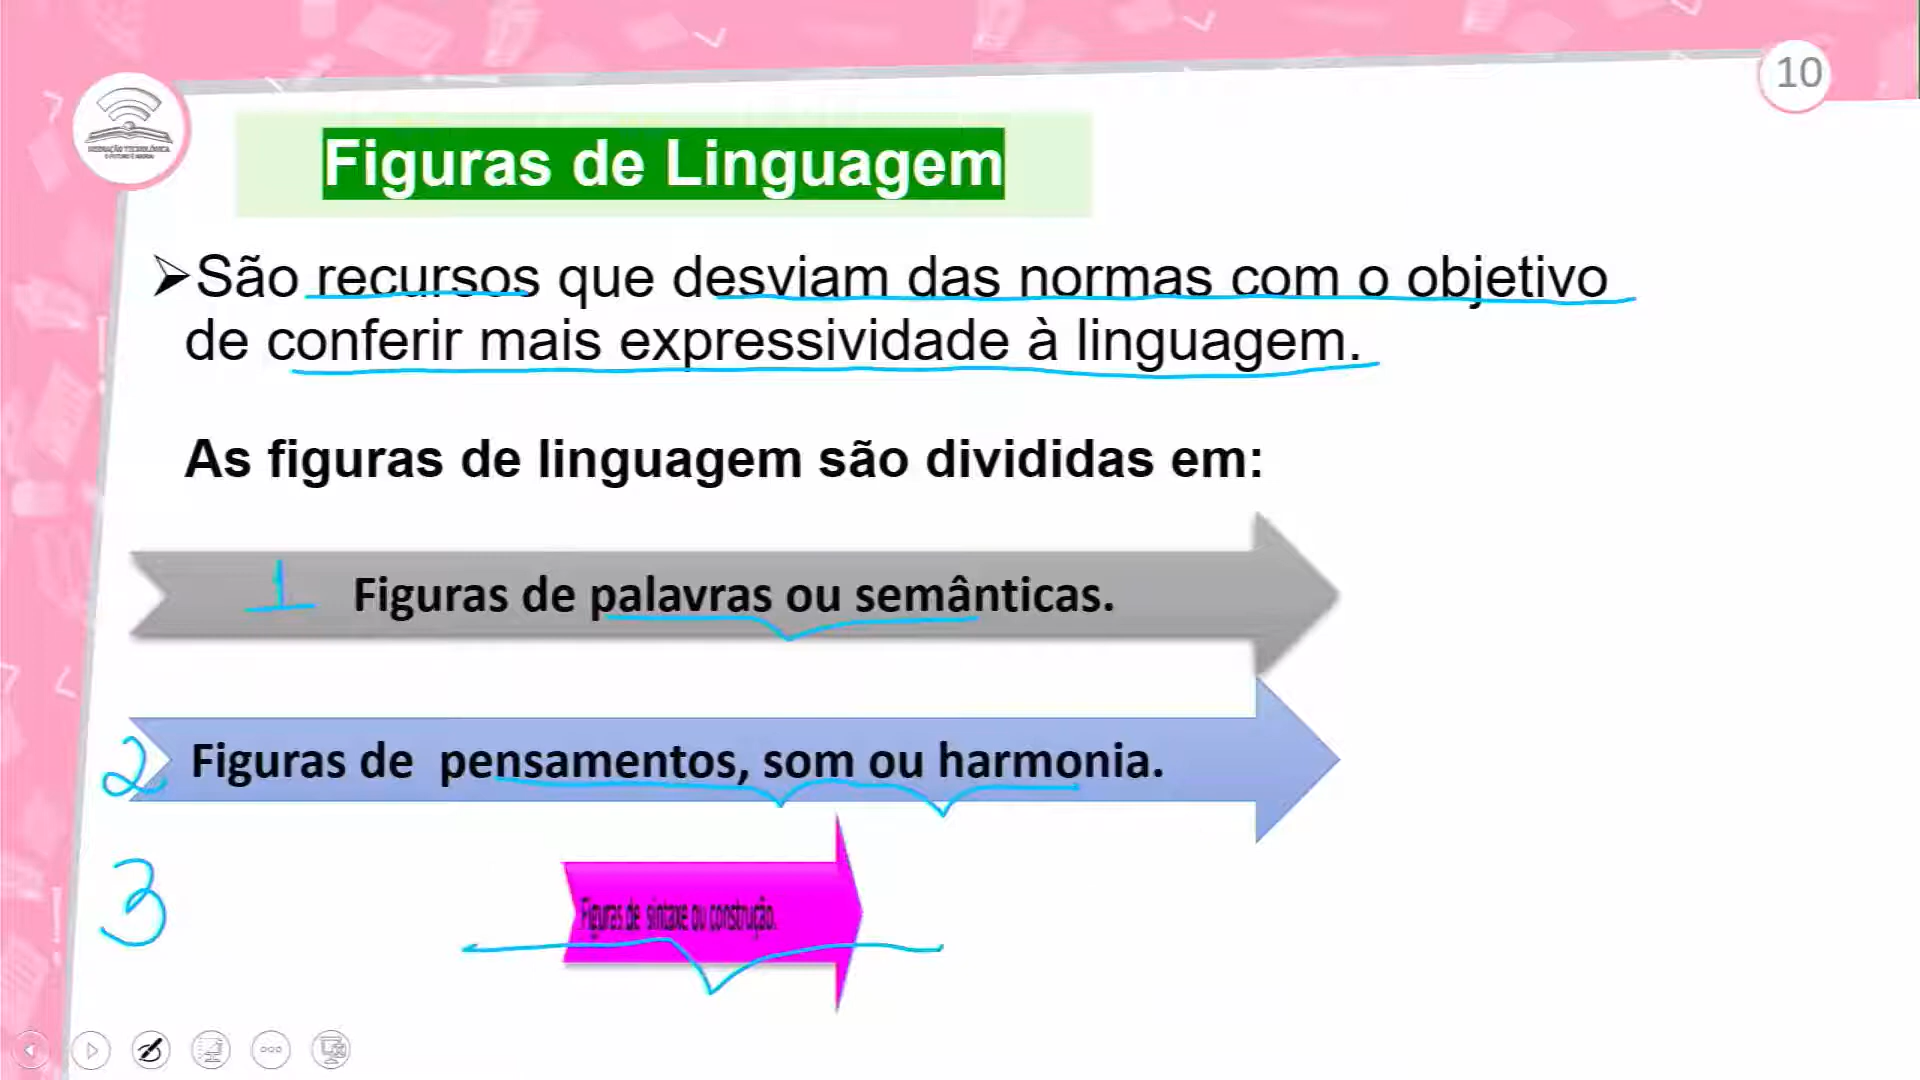 10
MEDIAÇÃO TECNOLÓGICA
Figuras de Linguagem
➤São recursos que desviam das normas com o objetivo
de conferir mais expressividade à linguagem.
As figuras de linguagem são divididas em:
1 Figuras de palavras ou semânticas.
2 Figuras de pensamentos, som ou harmonia.
3 Figuras de sintaxe ou construção.